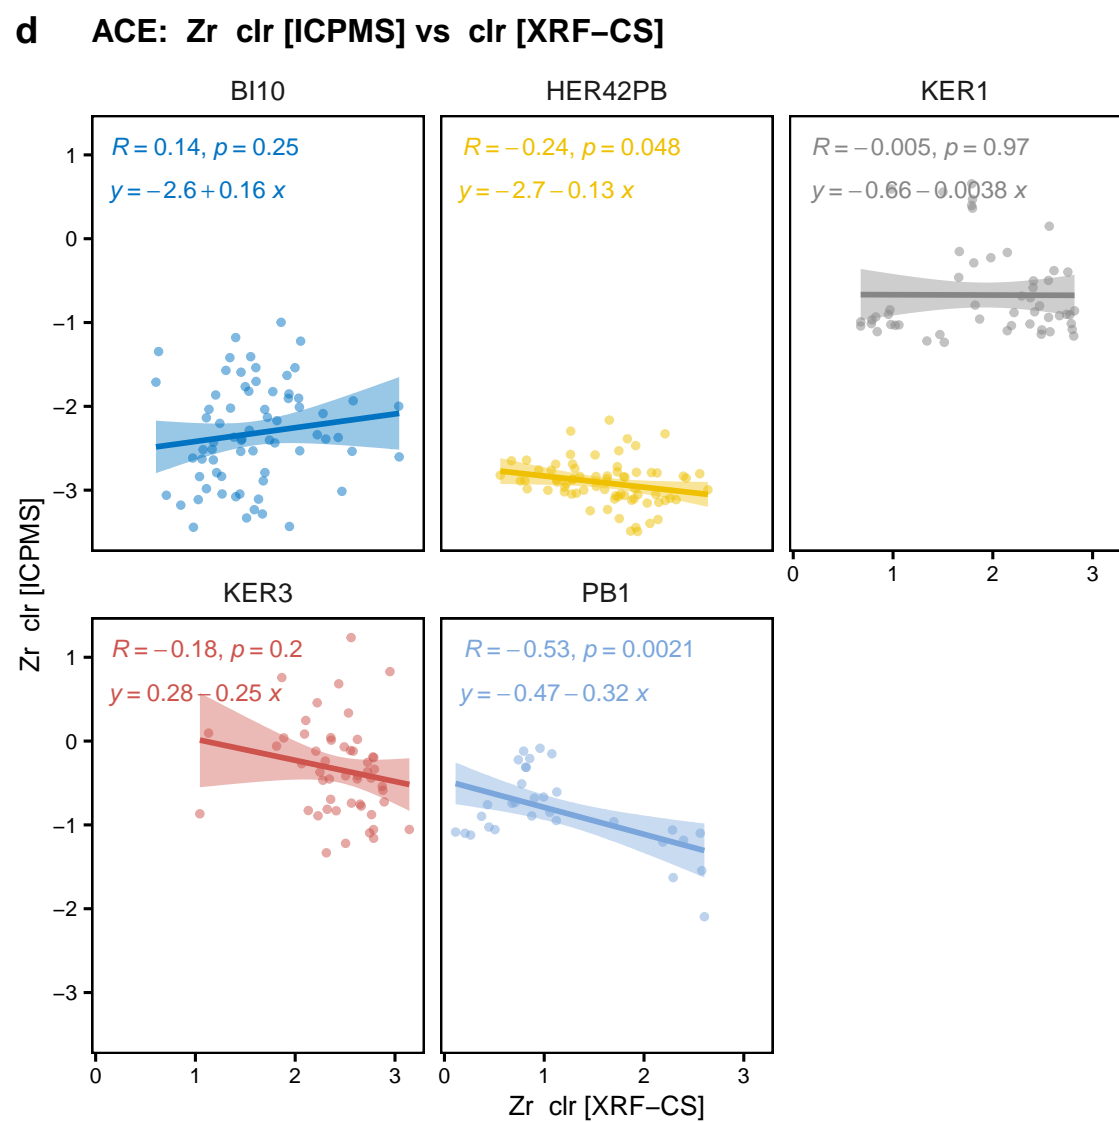 d ACE: Zr clr [ICPMS] vs clr [XRF–CS]
BI10
HER42PB
KER1
R = 0.14, p = 0.25
y = −2.6 + 0.16 x
R = −0.24, p = 0.048
y = −2.7 − 0.13 x
R = −0.005, p = 0.97
y = −0.66 − 0.0038 x
1
0
−1
−2
−3
0 1 2 3
KER3
PB1
R = −0.18, p = 0.2
y = 0.28 − 0.25 x
R = −0.53, p = 0.0021
y = −0.47 − 0.32 x
1
0
−1
−2
−3
0 1 2 3
0 1 2 3
Zr clr [ICPMS]
Zr clr [XRF–CS]